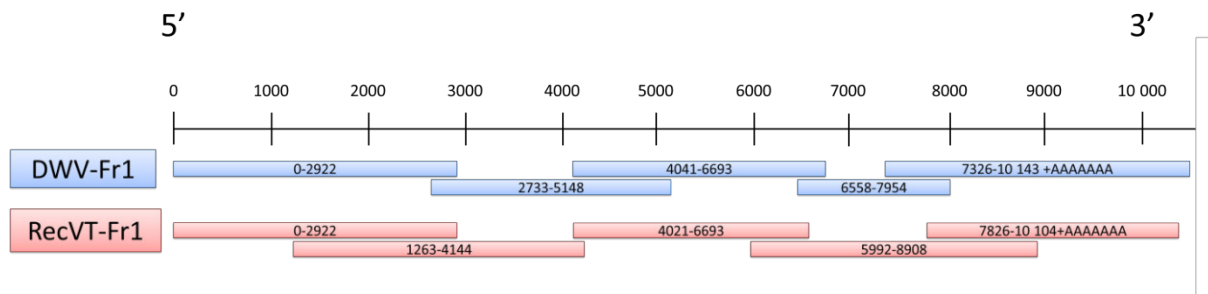 5’ 3’
0 1000 2000 3000 4000 5000 6000 7000 8000 9000 10 000
DWV-Fr1 0-2922 4041-6693 7326-10 143 +AAAAAAA
2733-5148 6558-7954
RecVT-Fr1 0-2922 4021-6693 7826-10 104+AAAAAAA
1263-4144 5992-8908